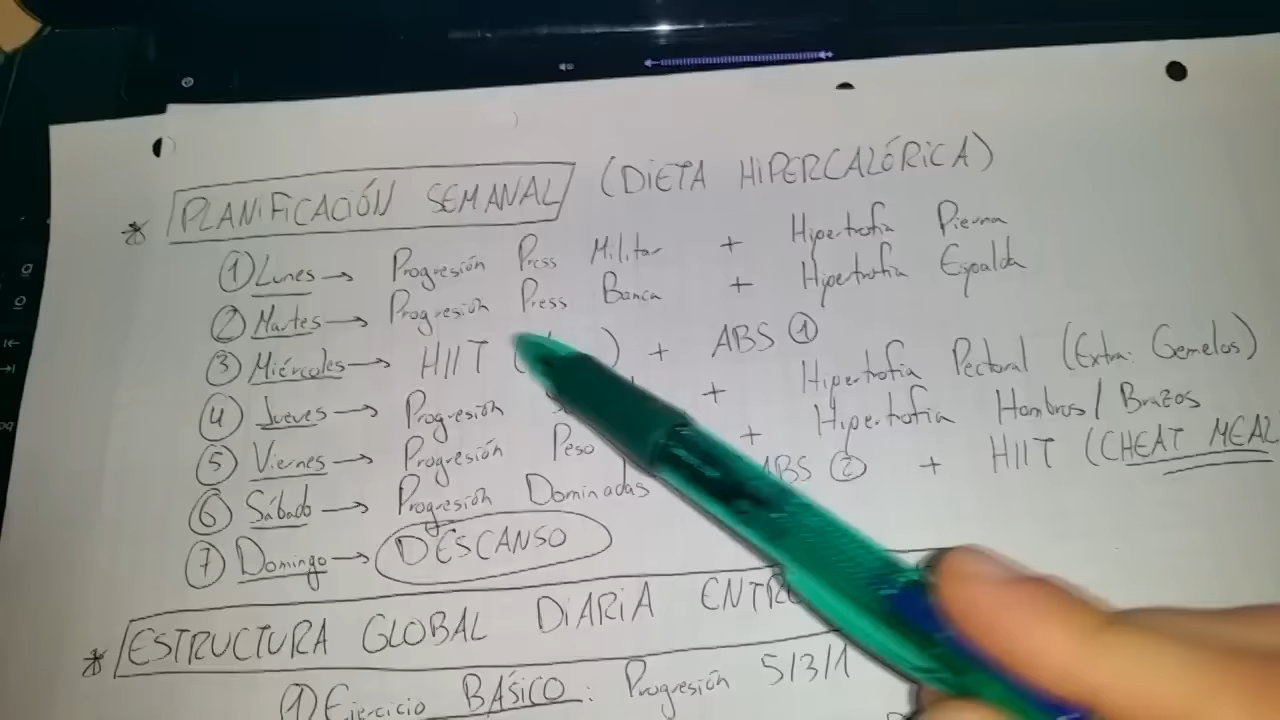 * PLANIFICACIÓN SEMANAL (DIETA HIPERCALÓRICA)
① Lunes → Progresión Press Militar + Hipertrofia Pierna
② Martes → Progresión Press Banca + Hipertrofia Espalda
③ Miércoles → HIIT ( ) + ABS ①
④ Jueves → Progresión + Hipertrofia Pectoral (Extra: Gemelos)
⑤ Viernes → Progresión Peso + Hipertrofia Hombros/Brazos
⑥ Sábado → Progresión Dominadas ABS ② + HIIT (CHEAT MEAL
⑦ Domingo → DESCANSO
* ESTRUCTURA GLOBAL DIARIA
① Ejercicio BÁSICO: Progresión 5/3/1